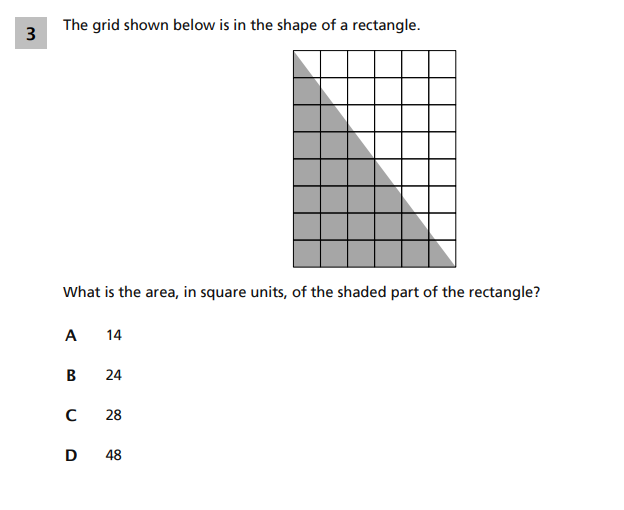 3 The grid shown below is in the shape of a rectangle.
What is the area, in square units, of the shaded part of the rectangle?
A 14
B 24
C 28
D 48